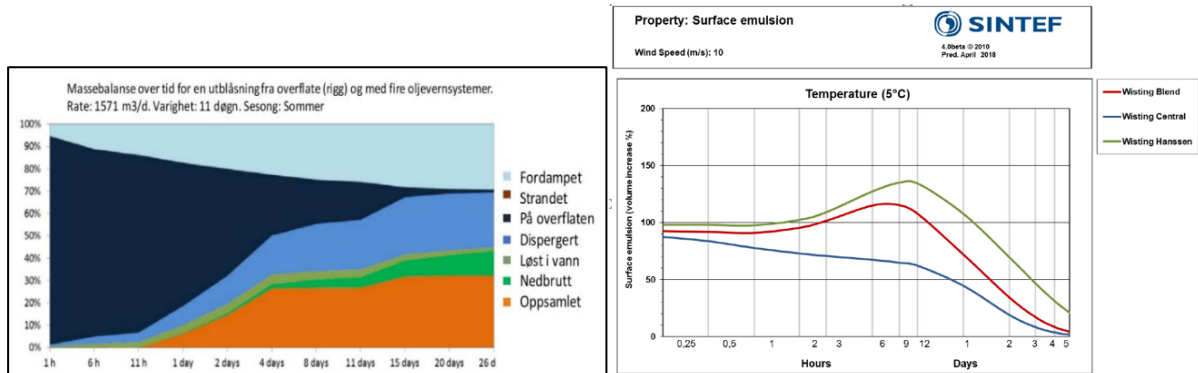 Massebalanse over tid for en utblåsning fra overflate (rigg) og med fire oljevernsystemer.
Rate: 1571 m3/d. Varighet: 11 døgn. Sesong: Sommer
100%
90%
80%
70%
60%
50%
40%
30%
20%
10%
0%
1 h 6 h 11 h 1 day 2 days 4 days 8 days 11 days 15 days 20 days 26 d
Fordampet
Strandet
På overflaten
Dispergert
Løst i vann
Nedbrutt
Oppsamlet
Property: Surface emulsion
Wind Speed (m/s): 10
SINTEF
4.0beta © 2010
Pred. April 2018
Temperature (5°C)
Surface emulsion (volume increase %)
200
150
100
50
0
0,25 0,5 1 2 3 6 9 12 1 2 3 4 5
Hours Days
Wisting Blend
Wisting Central
Wisting Hanssen